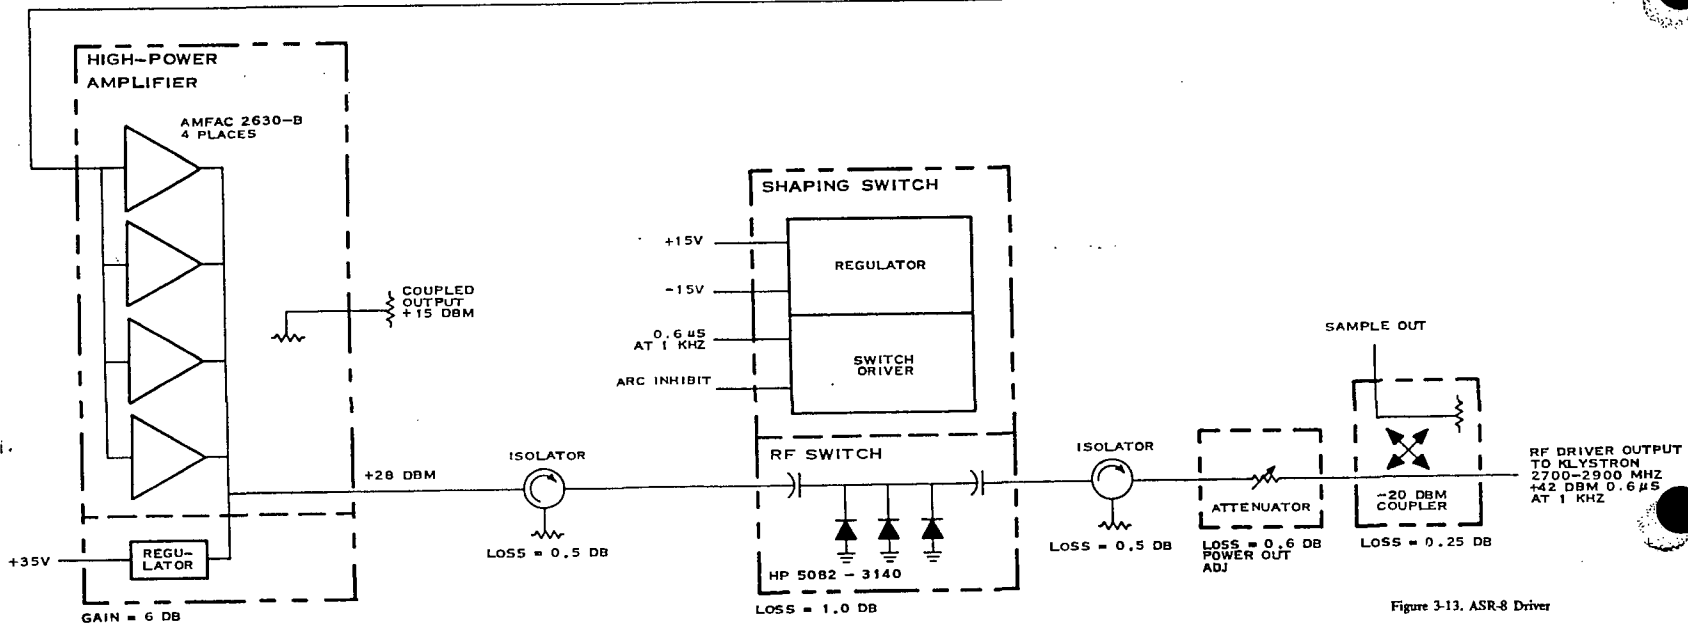 HIGH-POWER
AMPLIFIER
AMFAC 2630-B
4 PLACES
COUPLED
OUTPUT
+15 DBM
+28 DBM
+35V
REGU-
LATOR
GAIN = 6 DB
ISOLATOR
LOSS = 0.5 DB
SHAPING SWITCH
+15V
-15V
0.6 µS
AT 1 KHZ
ARC INHIBIT
REGULATOR
SWITCH
DRIVER
RF SWITCH
HP 5082 - 3140
LOSS = 1.0 DB
ISOLATOR
LOSS = 0.5 DB
ATTENUATOR
LOSS = 0.6 DB
POWER OUT
ADJ
SAMPLE OUT
-20 DBM
COUPLER
LOSS = 0.25 DB
RF DRIVER OUTPUT
TO KLYSTRON
2700-2900 MHZ
+42 DBM 0.6 µS
AT 1 KHZ
Figure 3-13. ASR-8 Driver